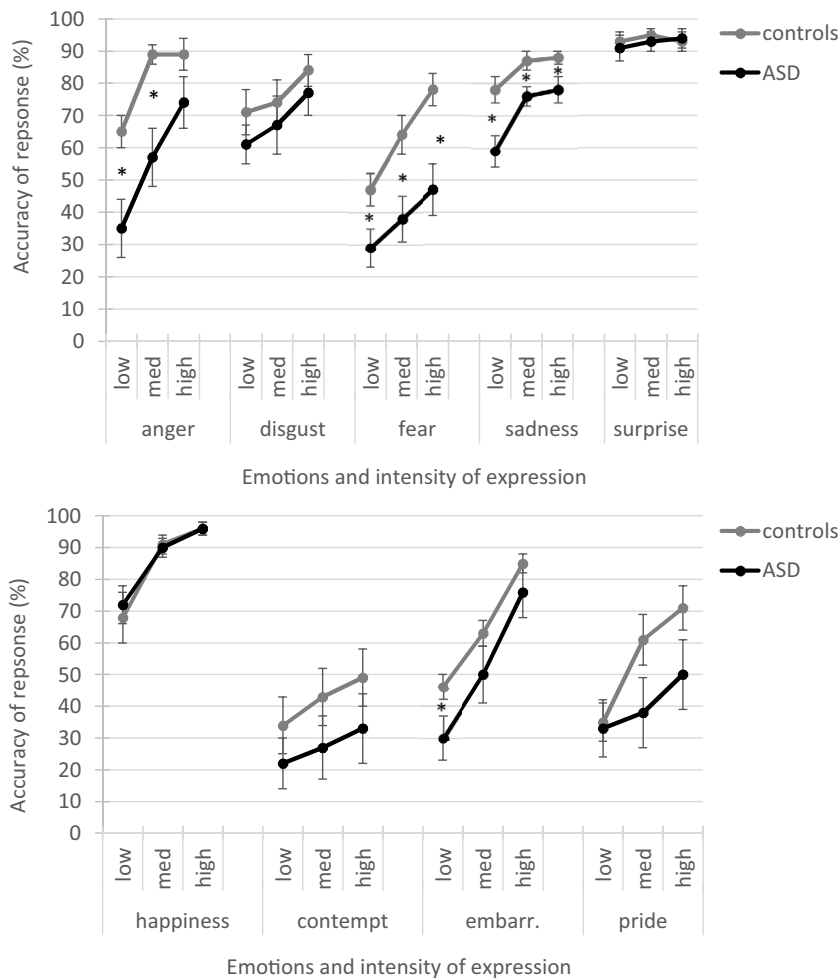 100
90
80
70
60
50
40
30
20
10
0
Accuracy of repsonse (%)
controls
ASD
* * * * * * * *
low med high low med high low med high low med high low med high
anger disgust fear sadness surprise
Emotions and intensity of expression
100
90
80
70
60
50
40
30
20
10
0
Accuracy of repsonse (%)
controls
ASD
*
low med high low med high low med high low med high
happiness contempt embarr. pride
Emotions and intensity of expression